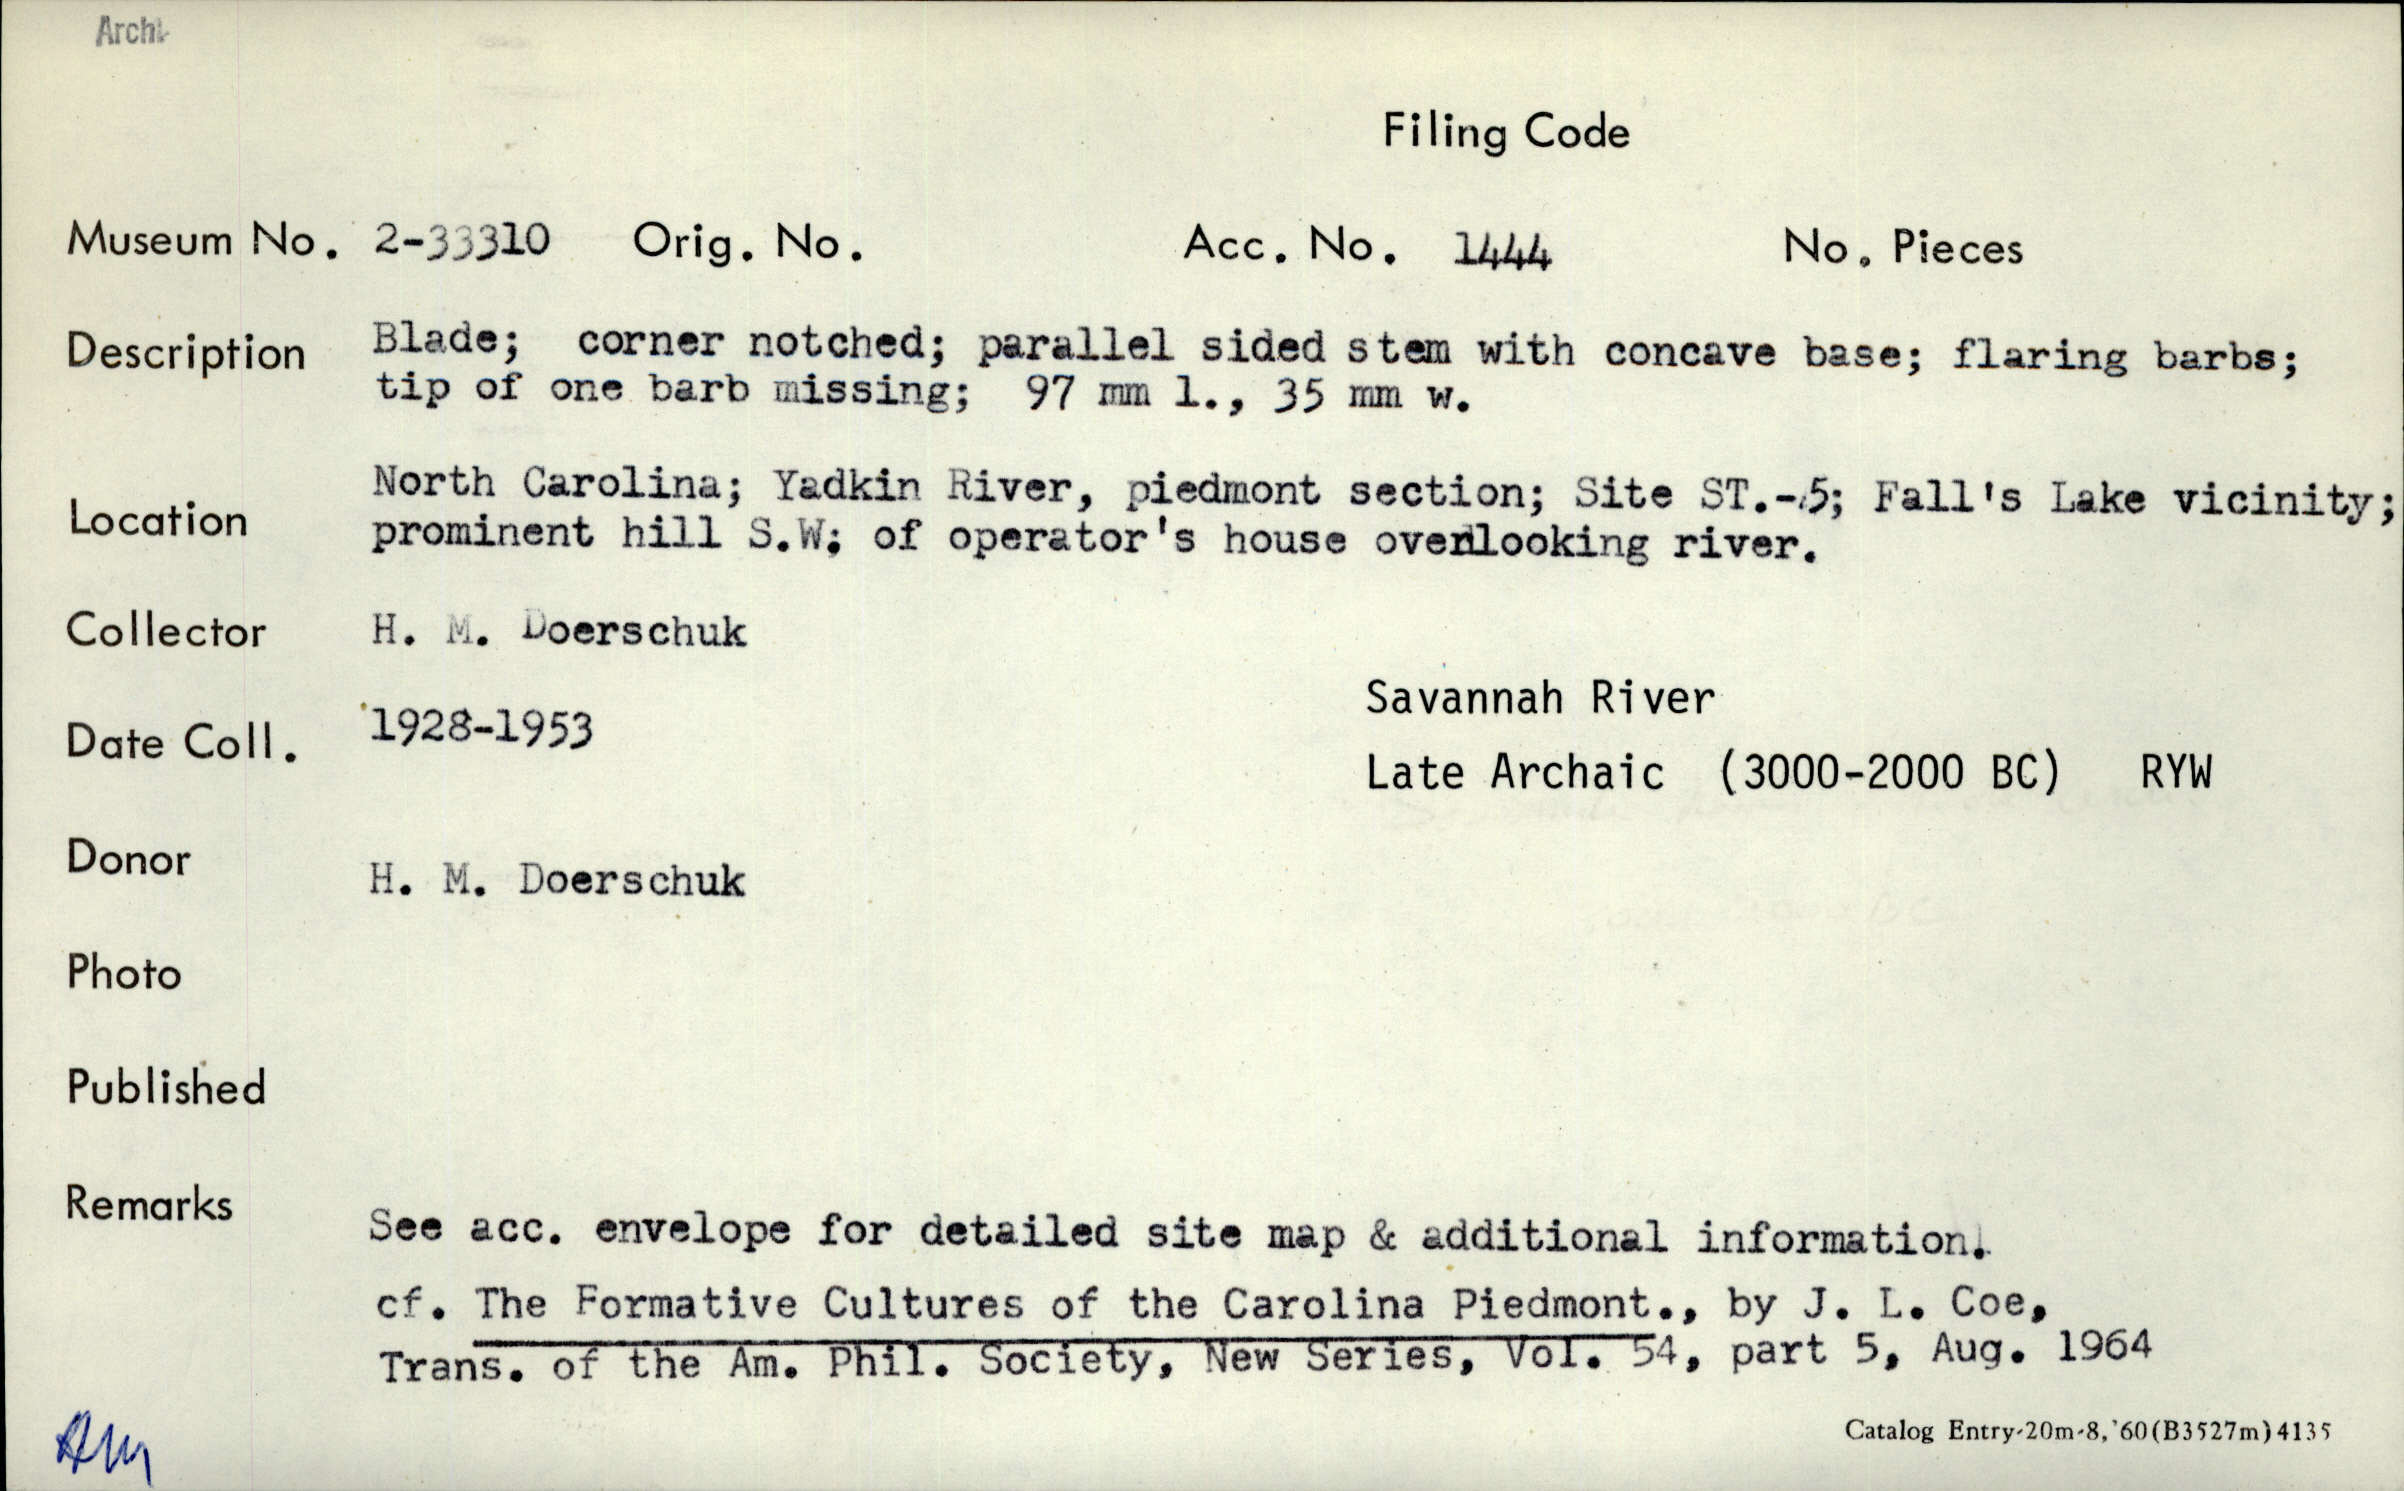 Arch
Filing Code
Museum No. 2-33310 Orig. No. Acc. No. 1444 No. Pieces
Description Blade; corner notched; parallel sided stem with concave base; flaring barbs;
tip of one barb missing; 97 mm l., 35 mm w.
Location North Carolina; Yadkin River, piedmont section; Site ST.-5; Fall's Lake vicinity;
prominent hill S.W; of operator's house overlooking river.
Collector H. M. Doerschuk
Savannah River
Date Coll. 1928-1953
Late Archaic (3000-2000 BC) RYW
Donor H. M. Doerschuk
Photo
Published
Remarks
See acc. envelope for detailed site map & additional information.
cf. The Formative Cultures of the Carolina Piedmont., by J. L. Coe,
Trans. of the Am. Phil. Society, New Series, Vol. 54, part 5, Aug. 1964
Catalog Entry-20m-8,'60(B3527m)4135